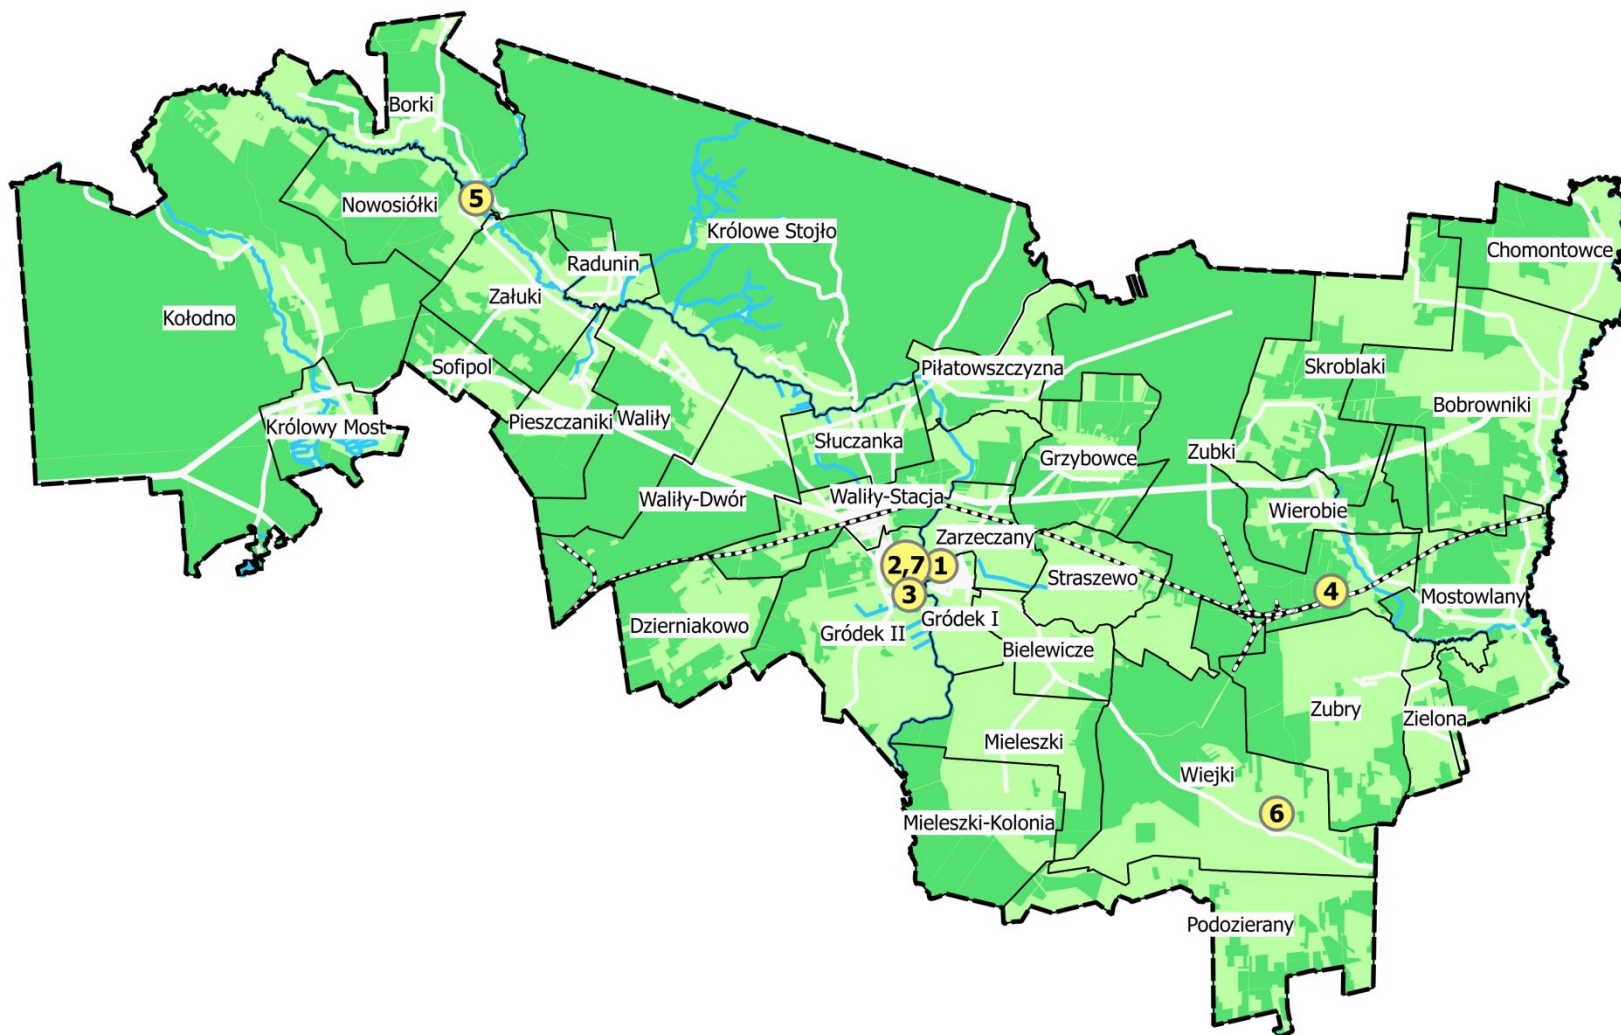 Borki
Nowosiółki
5
Królowe Stojło
Chomontowce
Radunin
Załuki
Kołodno
Sofipol
Piłatowszczyzna
Skroblaki
Bobrowniki
Królowy Most
Pieszczaniki
Waliły
Słuczanka
Grzybowce
Zubki
Waliły-Dwór
Waliły-Stacja
Wierobie
Zarzeczany
2,7
1
Straszewo
3
4
Mostowlany
Dzierniakowo
Gródek II
Gródek I
Bielewicze
Zubry
Zielona
Mieleszki
Wiejki
6
Mieleszki-Kolonia
Podozierany